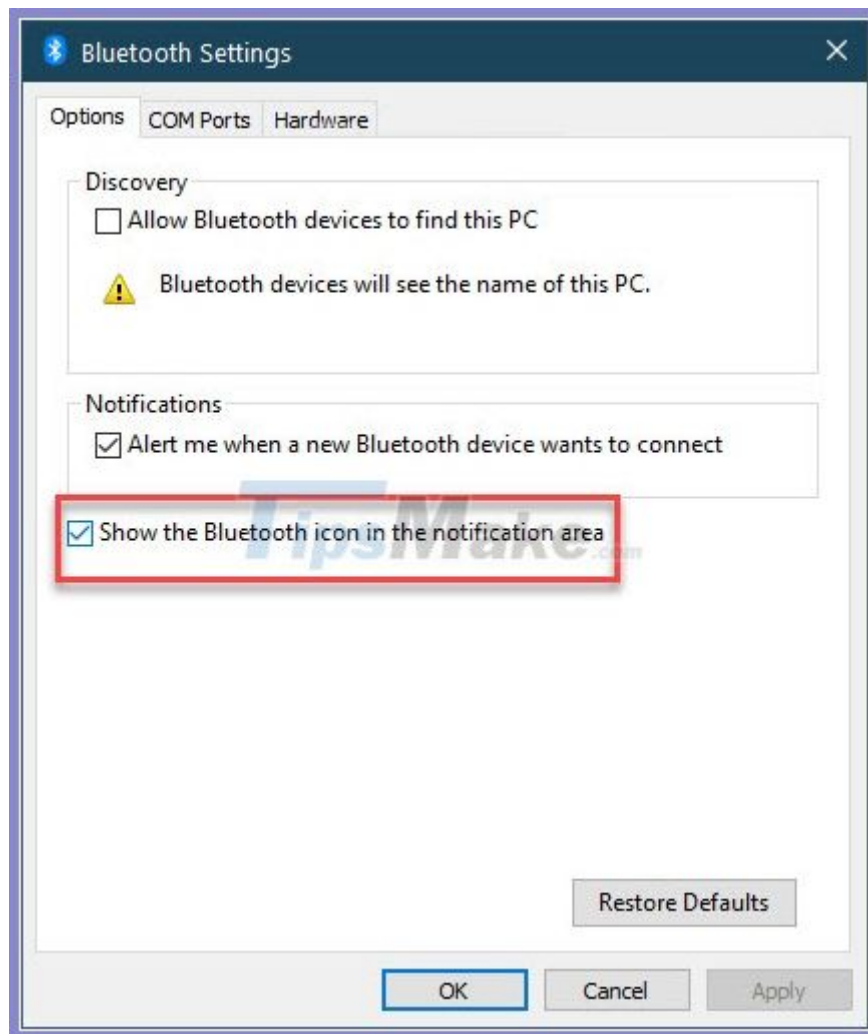 Bluetooth Settings
Options COM Ports Hardware
Discovery
Allow Bluetooth devices to find this PC
Bluetooth devices will see the name of this PC.
Notifications
Alert me when a new Bluetooth device wants to connect
TipsMake.com
Show the Bluetooth icon in the notification area
Restore Defaults
OK Cancel Apply